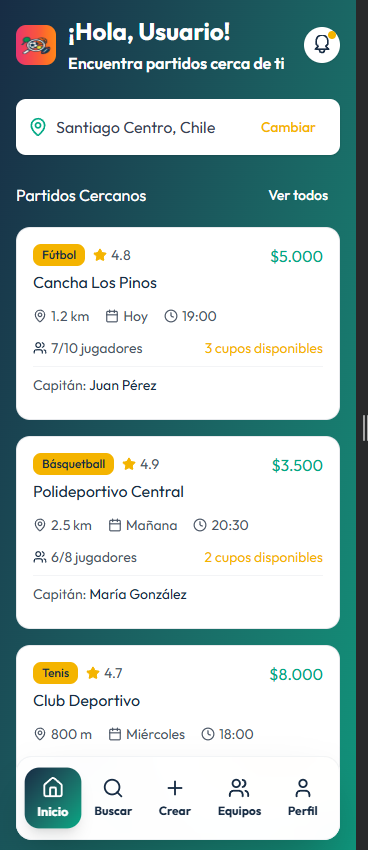 ¡Hola, Usuario!
Encuentra partidos cerca de ti
Santiago Centro, Chile Cambiar
Partidos Cercanos Ver todos
Fútbol 4.8 $5.000
Cancha Los Pinos
1.2 km Hoy 19:00
7/10 jugadores 3 cupos disponibles
Capitán: Juan Pérez
Básquetball 4.9 $3.500
Polideportivo Central
2.5 km Mañana 20:30
6/8 jugadores 2 cupos disponibles
Capitán: María González
Tenis 4.7 $8.000
Club Deportivo
800 m Miércoles 18:00
Inicio Buscar Crear Equipos Perfil